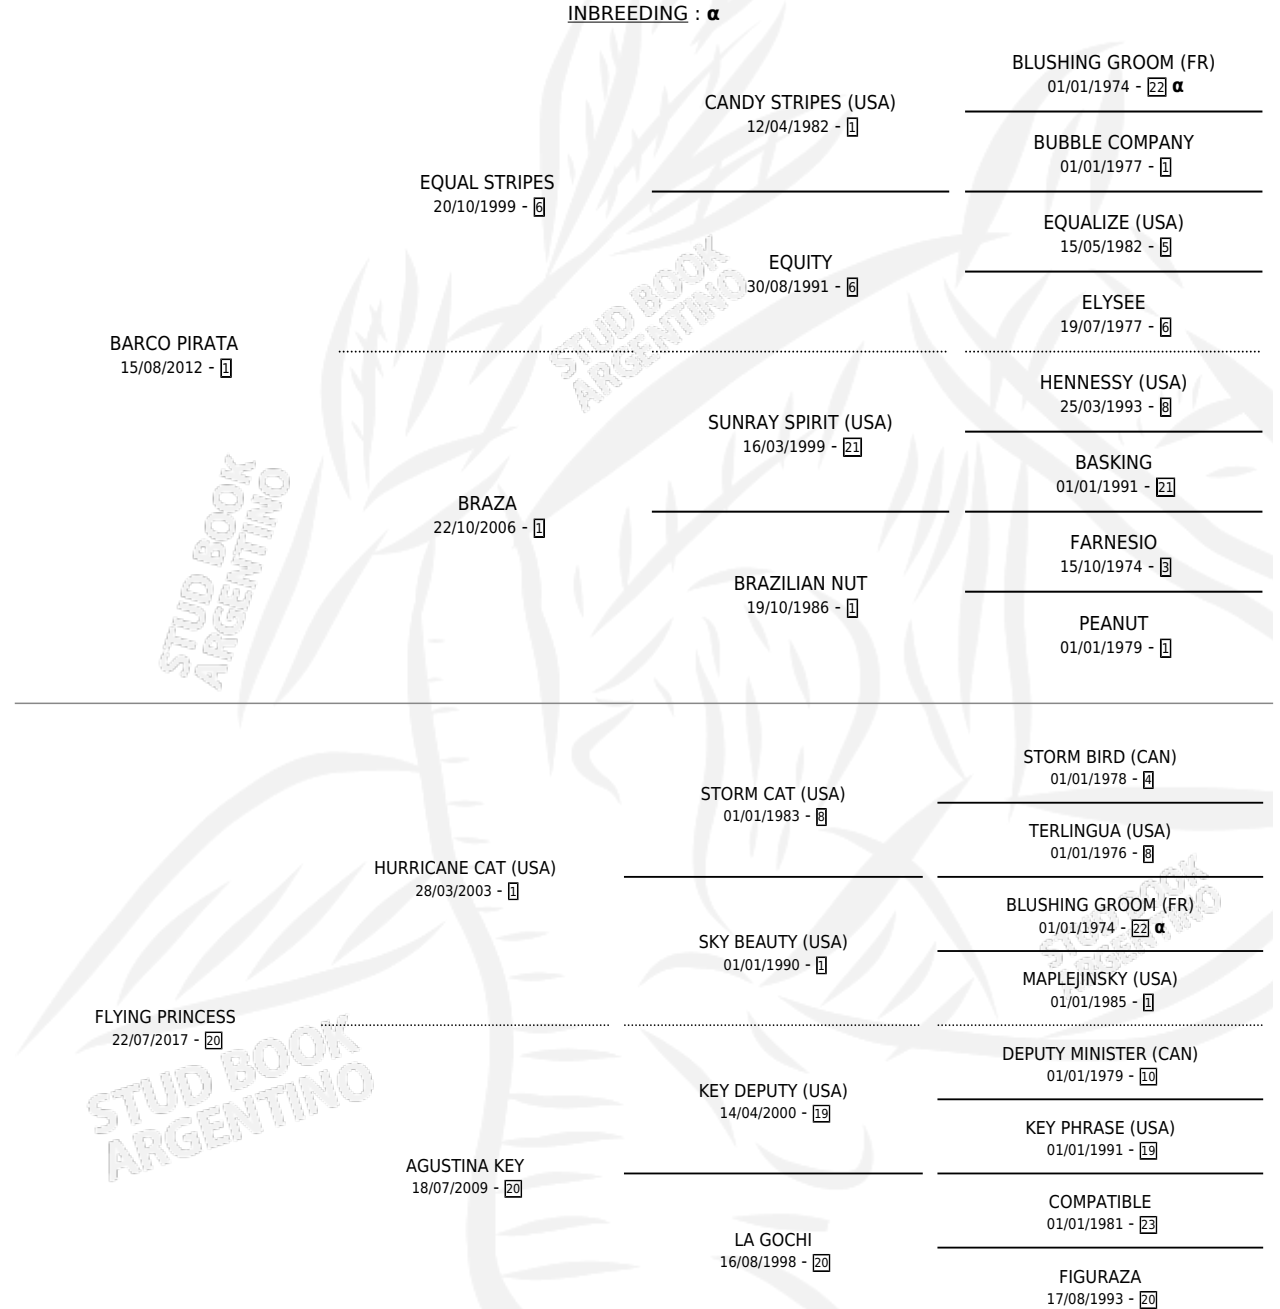 INBREEDING : α
BLUSHING GROOM (FR)
01/01/1974 - 22 α
CANDY STRIPES (USA)
12/04/1982 - 1
BUBBLE COMPANY
01/01/1977 - 1
EQUAL STRIPES
20/10/1999 - 6
EQUALIZE (USA)
15/05/1982 - 5
EQUITY
30/08/1991 - 6
ELYSEE
19/07/1977 - 6
BARCO PIRATA
15/08/2012 - 1
HENNESSY (USA)
25/03/1993 - 8
SUNRAY SPIRIT (USA)
16/03/1999 - 21
BASKING
01/01/1991 - 21
BRAZA
22/10/2006 - 1
FARNESIO
15/10/1974 - 3
BRAZILIAN NUT
19/10/1986 - 1
PEANUT
01/01/1979 - 1
STORM BIRD (CAN)
01/01/1978 - 4
STORM CAT (USA)
01/01/1983 - 8
TERLINGUA (USA)
01/01/1976 - 8
HURRICANE CAT (USA)
28/03/2003 - 1
BLUSHING GROOM (FR)
01/01/1974 - 22 α
SKY BEAUTY (USA)
01/01/1990 - 1
MAPLEJINSKY (USA)
01/01/1985 - 1
FLYING PRINCESS
22/07/2017 - 20
DEPUTY MINISTER (CAN)
01/01/1979 - 10
KEY DEPUTY (USA)
14/04/2000 - 19
KEY PHRASE (USA)
01/01/1991 - 19
AGUSTINA KEY
18/07/2009 - 20
COMPATIBLE
01/01/1981 - 23
LA GOCHI
16/08/1998 - 20
FIGURAZA
17/08/1993 - 20
STUD BOOK
ARGENTINO
STUD BOOK
ARGENTINO
STUD BOOK
ARGENTINO
STUD BOOK
ARGENTINO